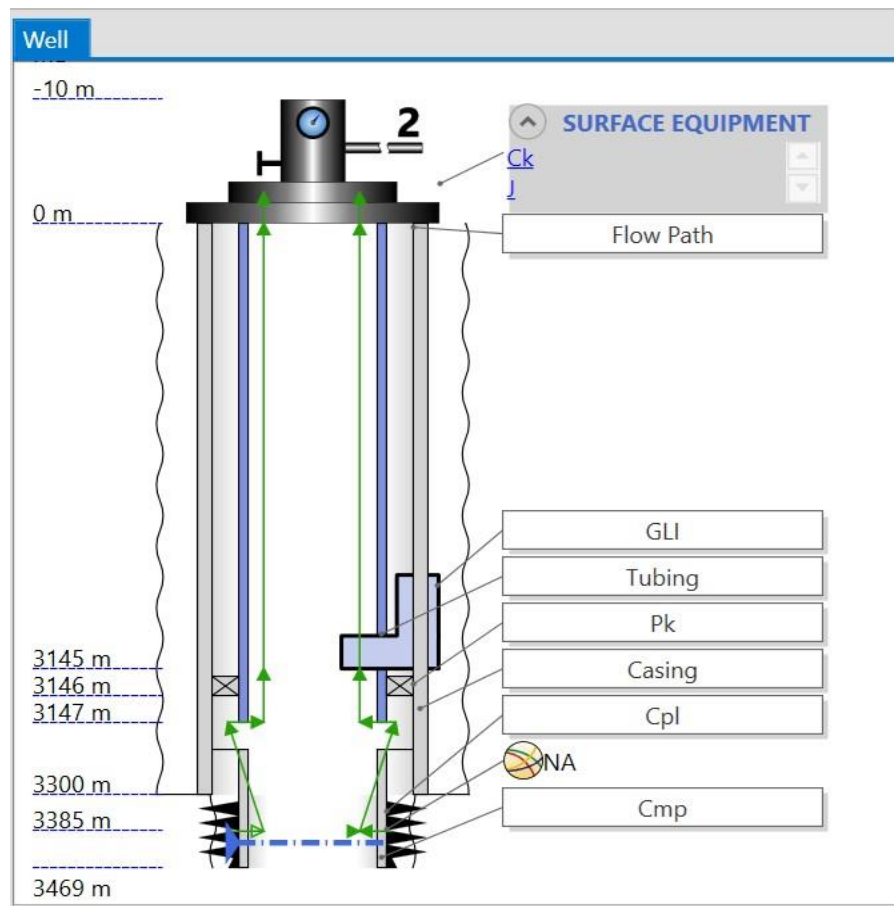 Well
-10 m
2
SURFACE EQUIPMENT
Ck
J
0 m
Flow Path
GLI
Tubing
3145 m
Pk
3146 m
Casing
3147 m
Cpl
NA
3300 m
Cmp
3385 m
3469 m